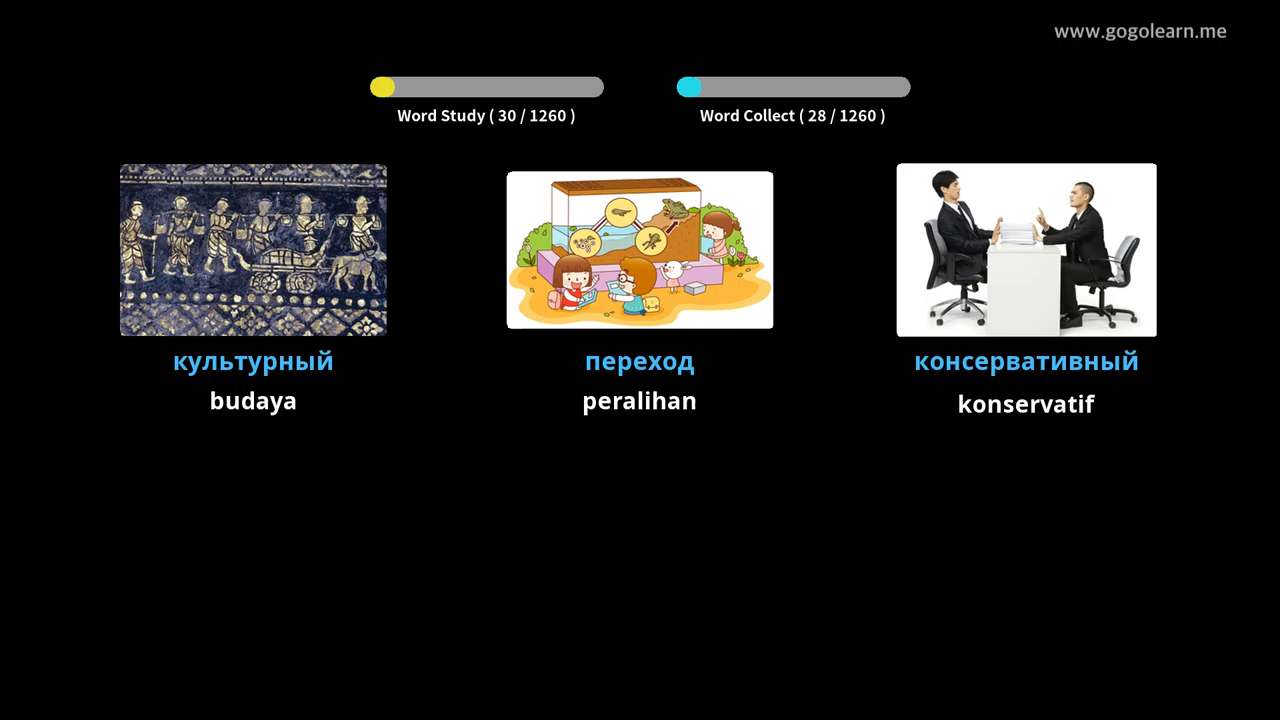 www.gogolearn.me
Word Study ( 30 / 1260 )
Word Collect ( 28 / 1260 )
культурный
переход
консервативный
budaya
peralihan
konservatif